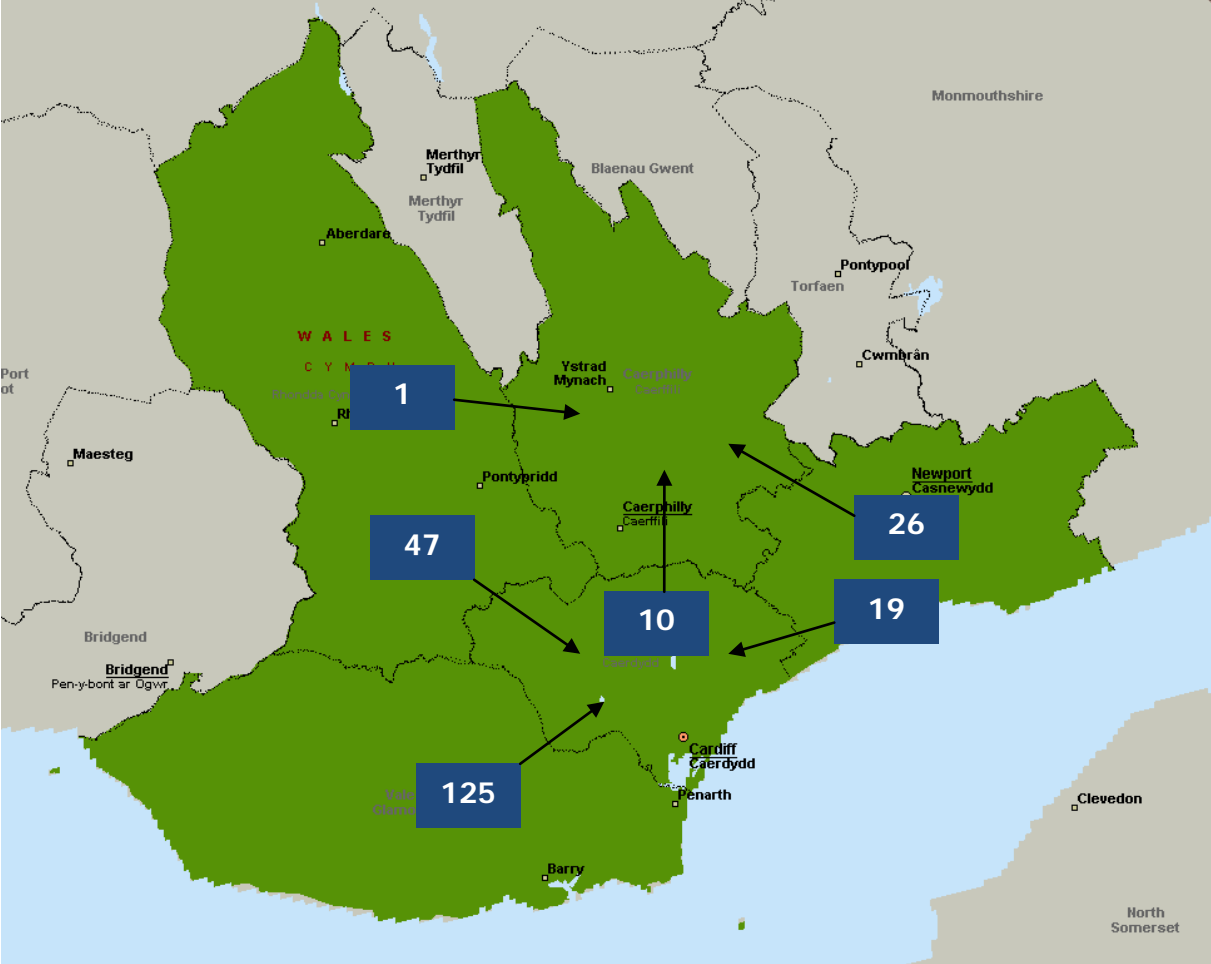 Monmouthshire
Merthyr
Tydfil
Blaenau Gwent
Merthyr
Tydfil
Aberdare
Pontypool
Torfaen
WALES
Cwmbrân
Port
ot
Ystrad
Mynach
Caerphilly
Caerffili
1
Maesteg
Pontypridd
Newport
Casnewydd
Caerphilly
Caerffili
26
47
10
19
Bridgend
Caerdydd
Bridgend
Pen-y-bont ar Ogwr
Cardiff
Caerdydd
125
Penarth
Clevedon
Barry
North
Somerset